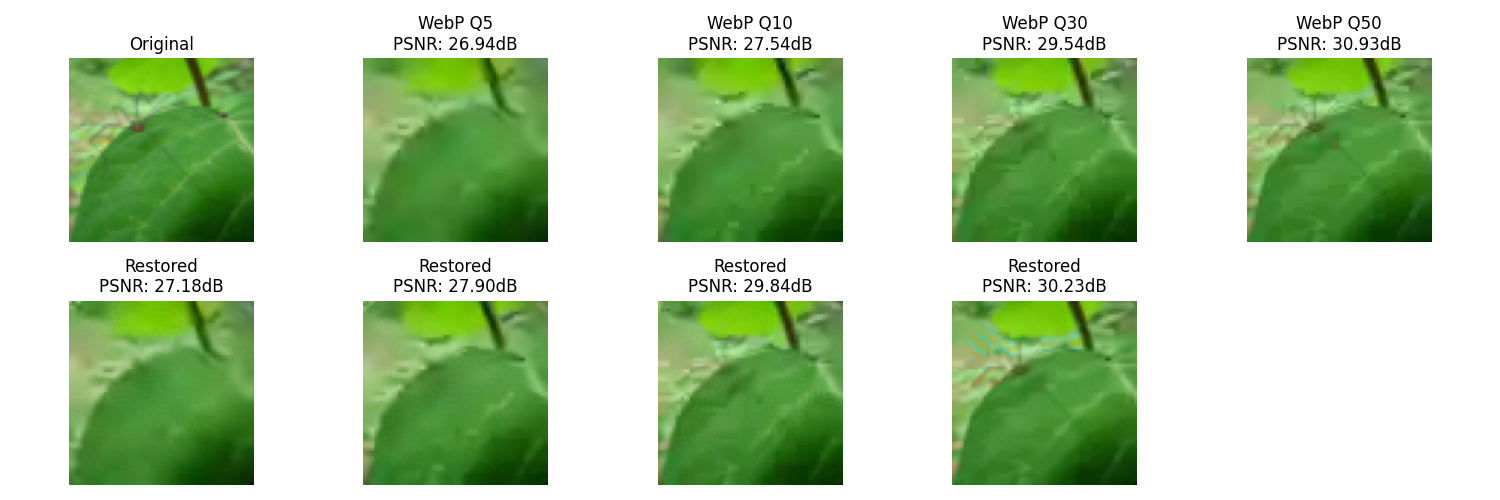 Original
WebP Q5
PSNR: 26.94dB
WebP Q10
PSNR: 27.54dB
WebP Q30
PSNR: 29.54dB
WebP Q50
PSNR: 30.93dB
Restored
PSNR: 27.18dB
Restored
PSNR: 27.90dB
Restored
PSNR: 29.84dB
Restored
PSNR: 30.23dB